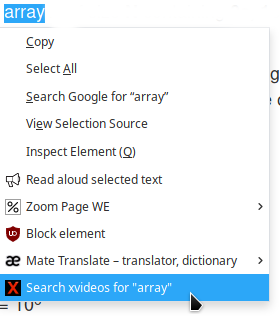 array
Copy
Select All
Search Google for “array”
View Selection Source
Inspect Element (Q)
Read aloud selected text
Zoom Page WE
Block element
æ Mate Translate – translator, dictionary
X Search xvideos for "array"